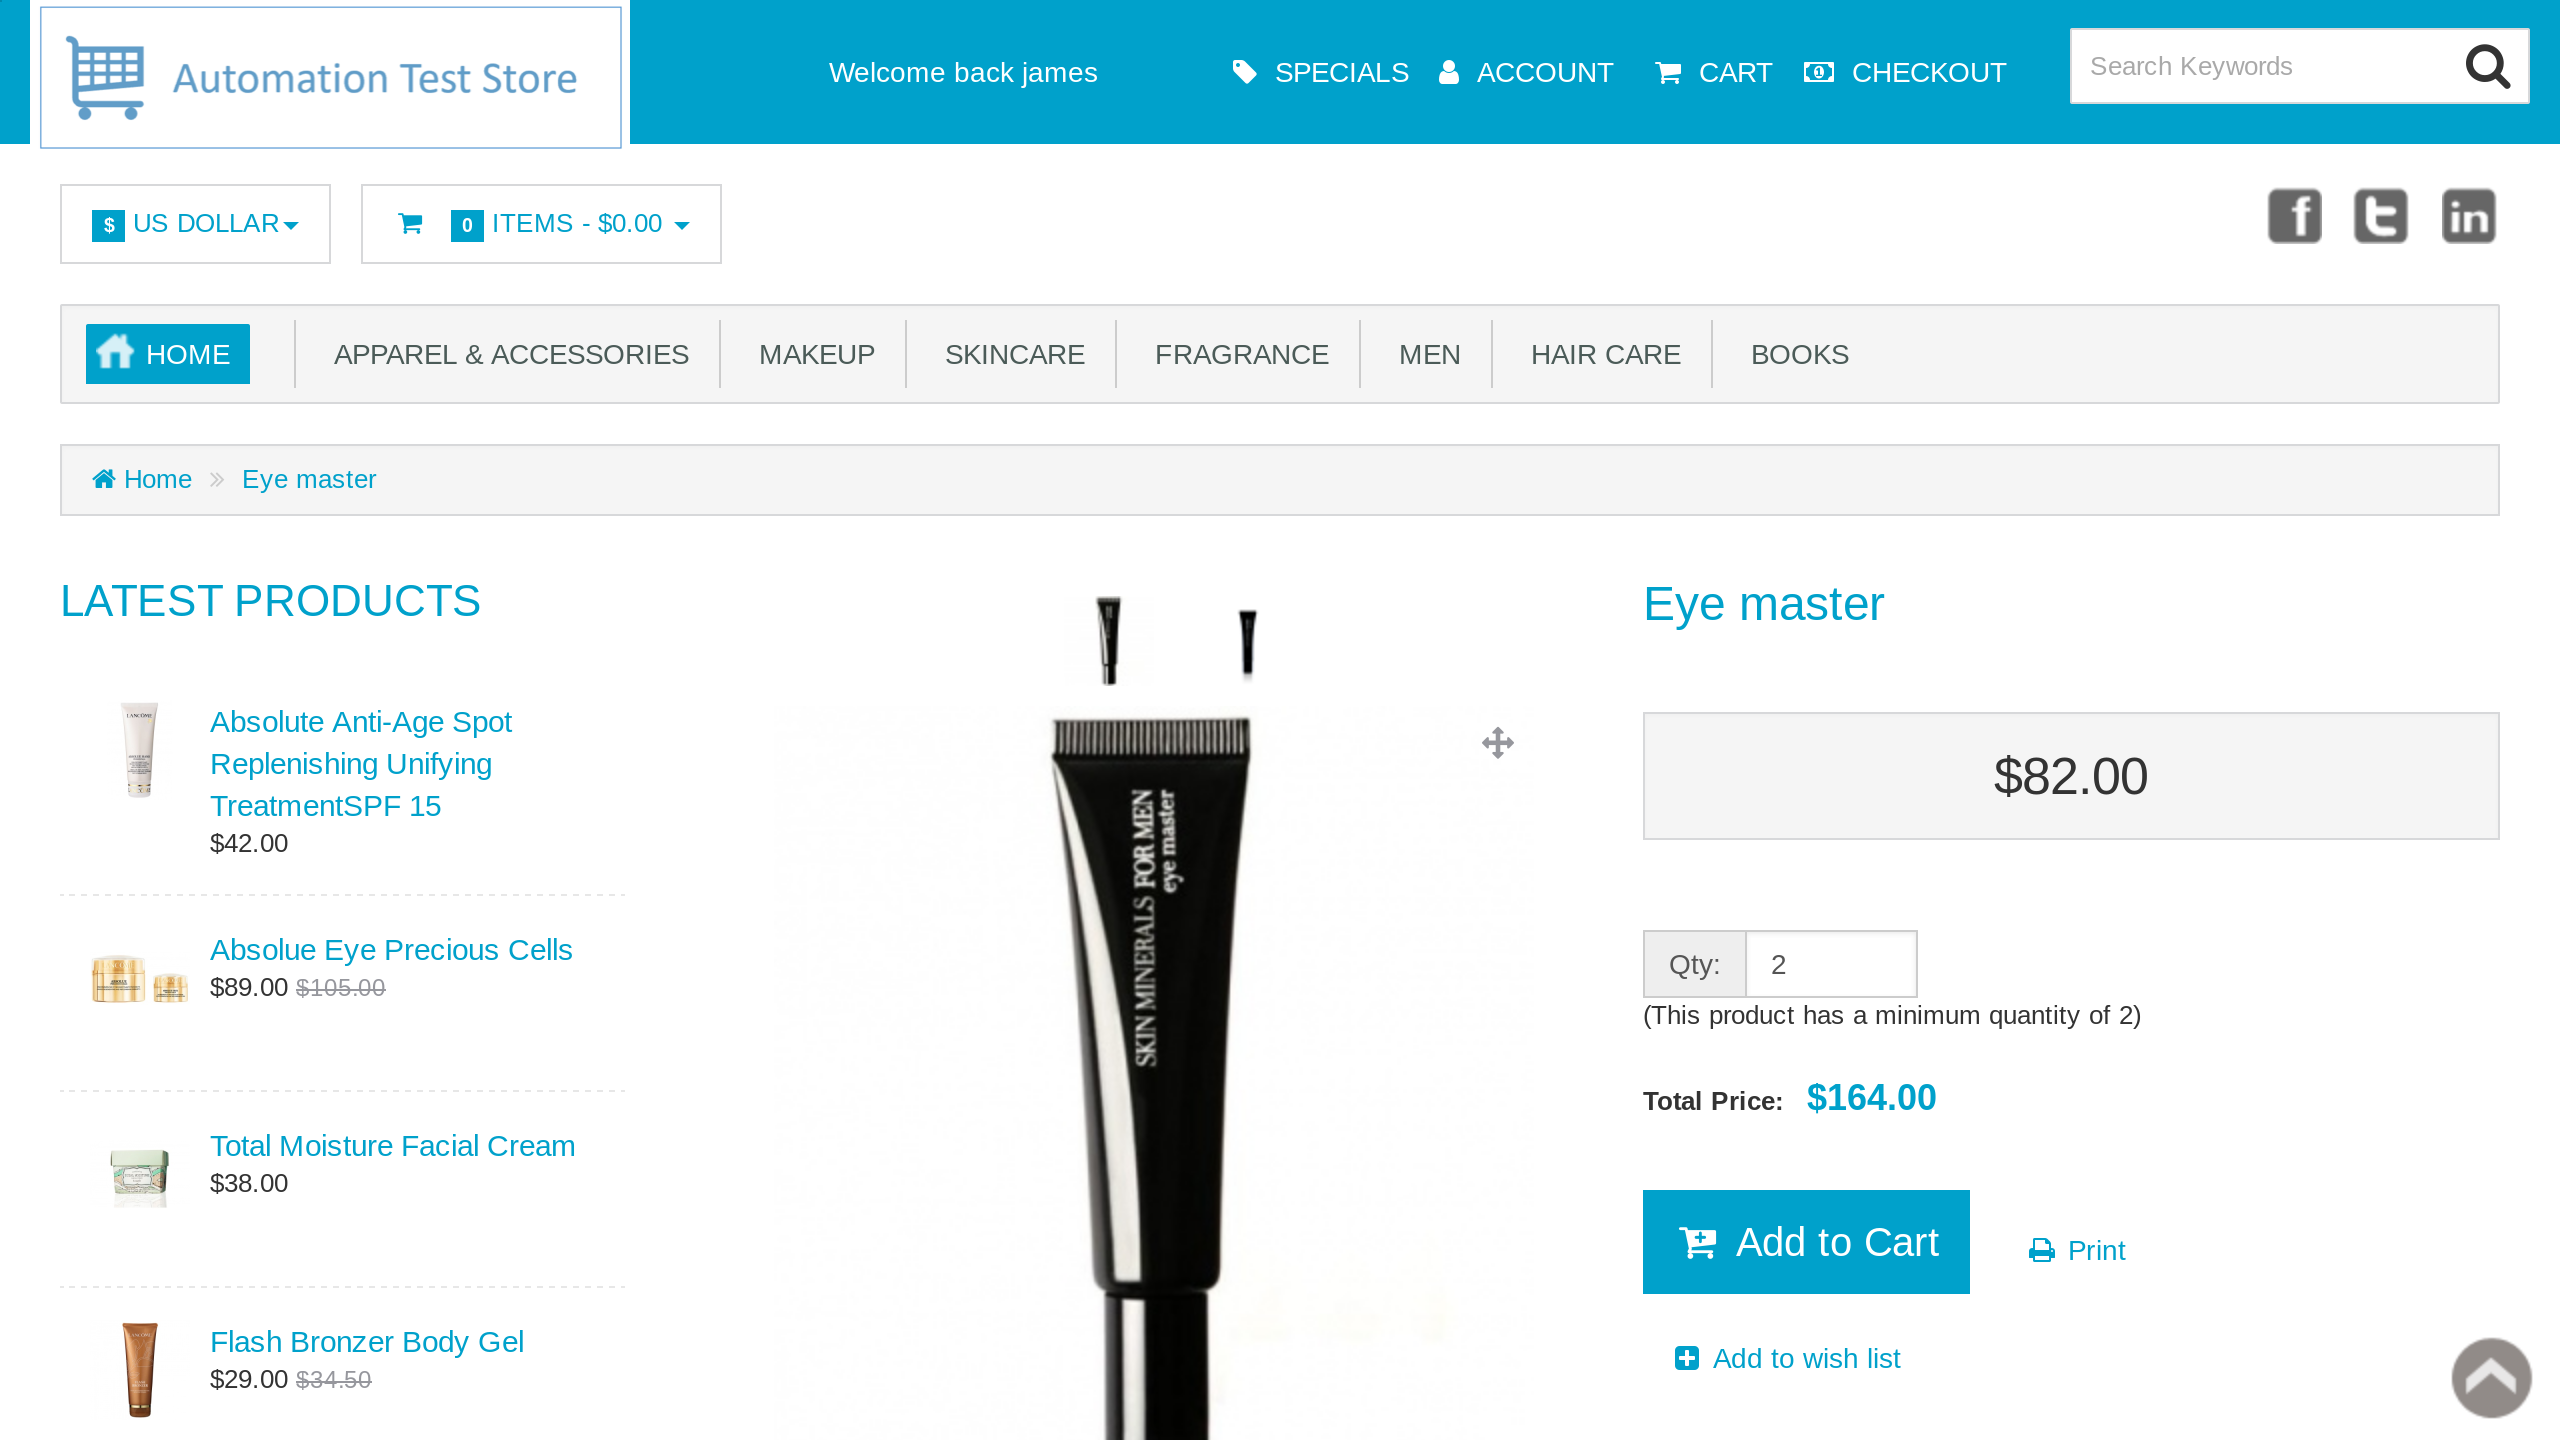 Automation Test Store
Welcome back james
SPECIALS
ACCOUNT
CART
CHECKOUT
Search Keywords
$ US DOLLAR
0 ITEMS - $0.00
HOME
APPAREL & ACCESSORIES
MAKEUP
SKINCARE
FRAGRANCE
MEN
HAIR CARE
BOOKS
Home
Eye master
LATEST PRODUCTS
Absolute Anti-Age Spot
Replenishing Unifying
TreatmentSPF 15
$42.00
Absolue Eye Precious Cells
$89.00 $105.00
Total Moisture Facial Cream
$38.00
Flash Bronzer Body Gel
$29.00 $34.50
SKIN MINERALS FOR MEN
eye master
Eye master
$82.00
Qty: 2
(This product has a minimum quantity of 2)
Total Price: $164.00
Add to Cart
Print
Add to wish list